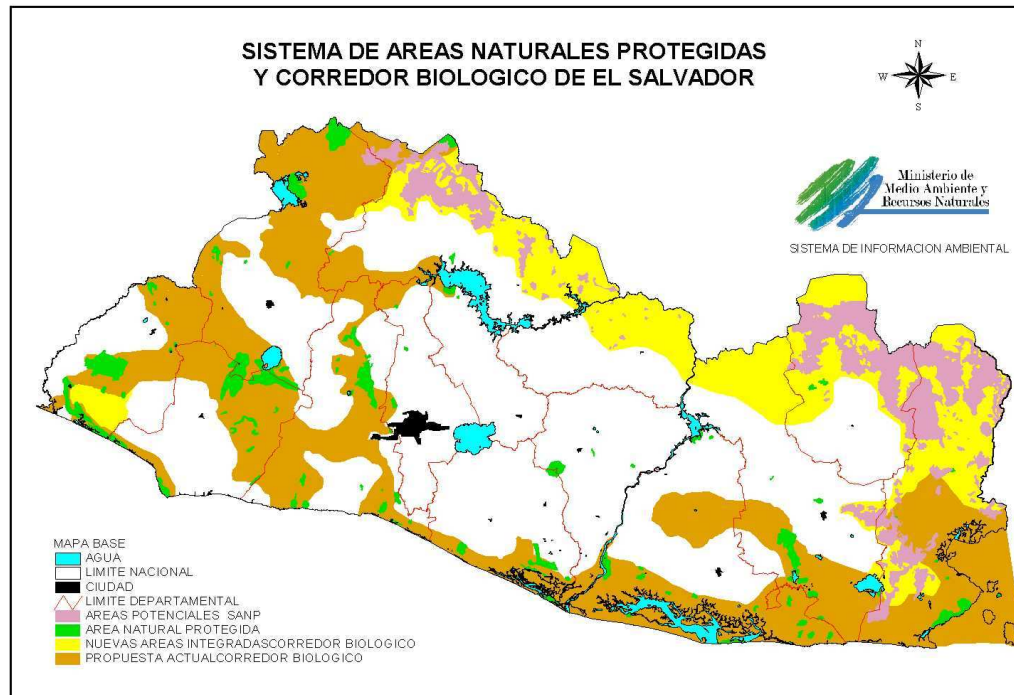 SISTEMA DE AREAS NATURALES PROTEGIDAS
Y CORREDOR BIOLOGICO DE EL SALVADOR
N
W
E
S
Ministerio de
Medio Ambiente y
Recursos Naturales
SISTEMA DE INFORMACION AMBIENTAL
MAPA BASE
AGUA
LIMITE NACIONAL
CIUDAD
LIMITE DEPARTAMENTAL
AREAS POTENCIALES SANP
AREA NATURAL PROTEGIDA
NUEVAS AREAS INTEGRADASCORREDOR BIOLOGICO
PROPUESTA ACTUALCORREDOR BIOLOGICO